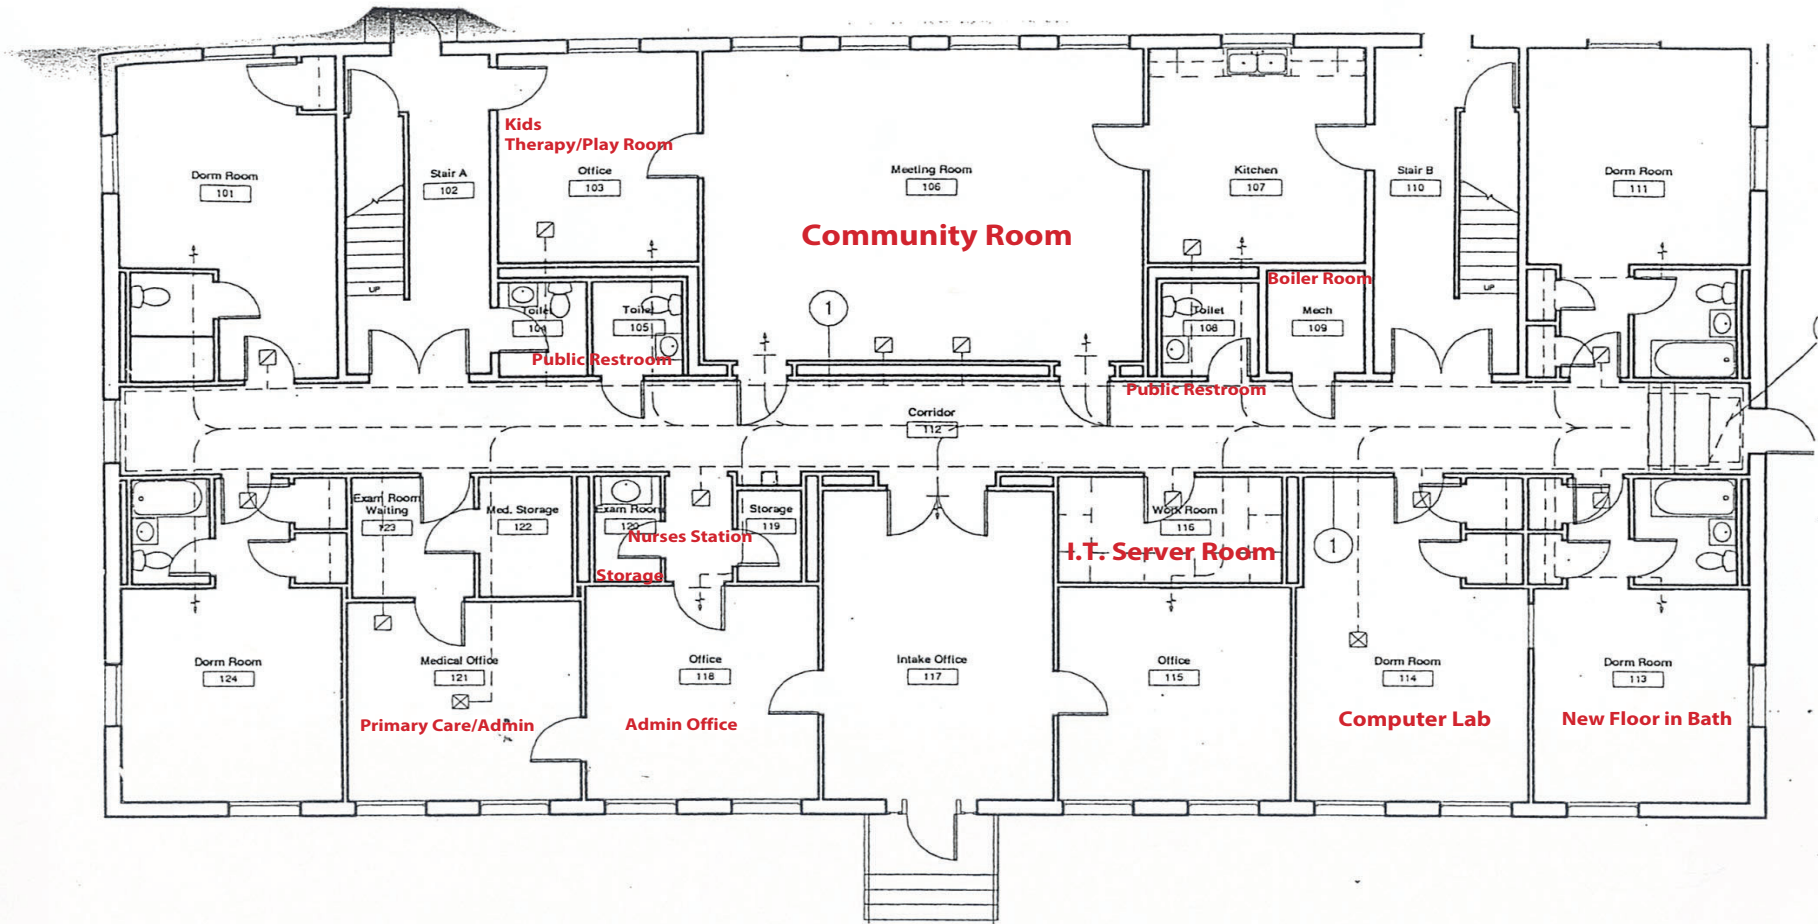 Kids
Therapy/Play Room
Dorm Room
101
Stair A
102
Office
103
Meeting Room
106
Community Room
Kitchen
107
Stair B
110
Dorm Room
111
UP
UP
Toilet
104
Toilet
105
Public Restroom
1
Toilet
108
Public Restroom
Boiler Room
Mech
109
Corridor
112
Exam Room
Waiting
123
Med. Storage
122
Exam Room
120
Nurses Station
Storage
Storage
119
Work Room
116
I.T. Server Room
1
Dorm Room
124
Medical Office
121
Primary Care/Admin
Office
118
Admin Office
Intake Office
117
Office
115
Dorm Room
114
Computer Lab
Dorm Room
113
New Floor in Bath